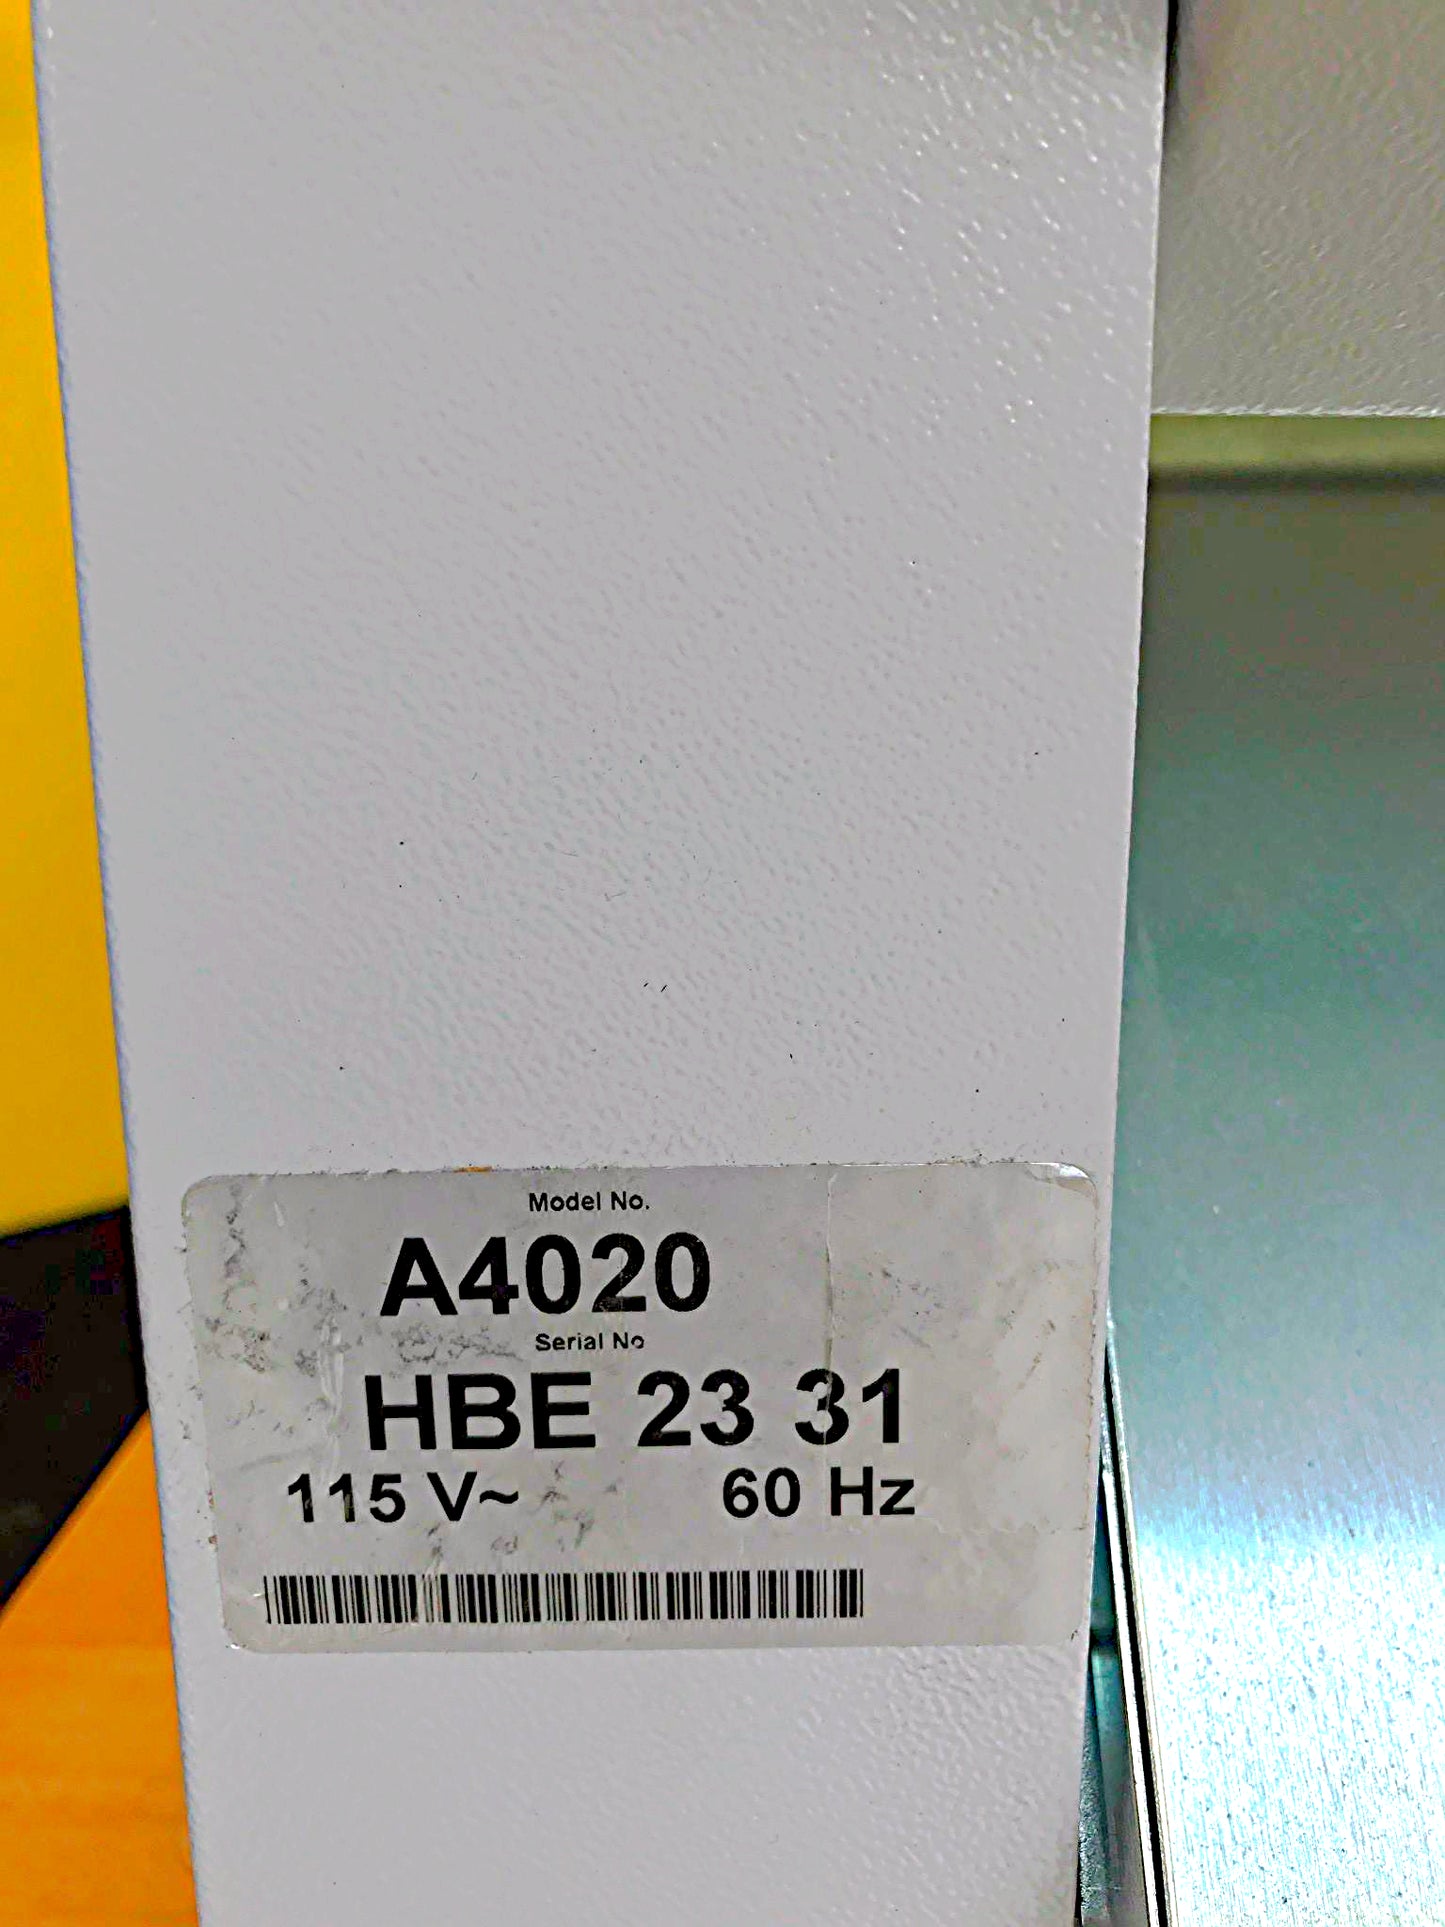 Model No.
A4020
Serial No
HBE 23 31
115 V~ 60 Hz